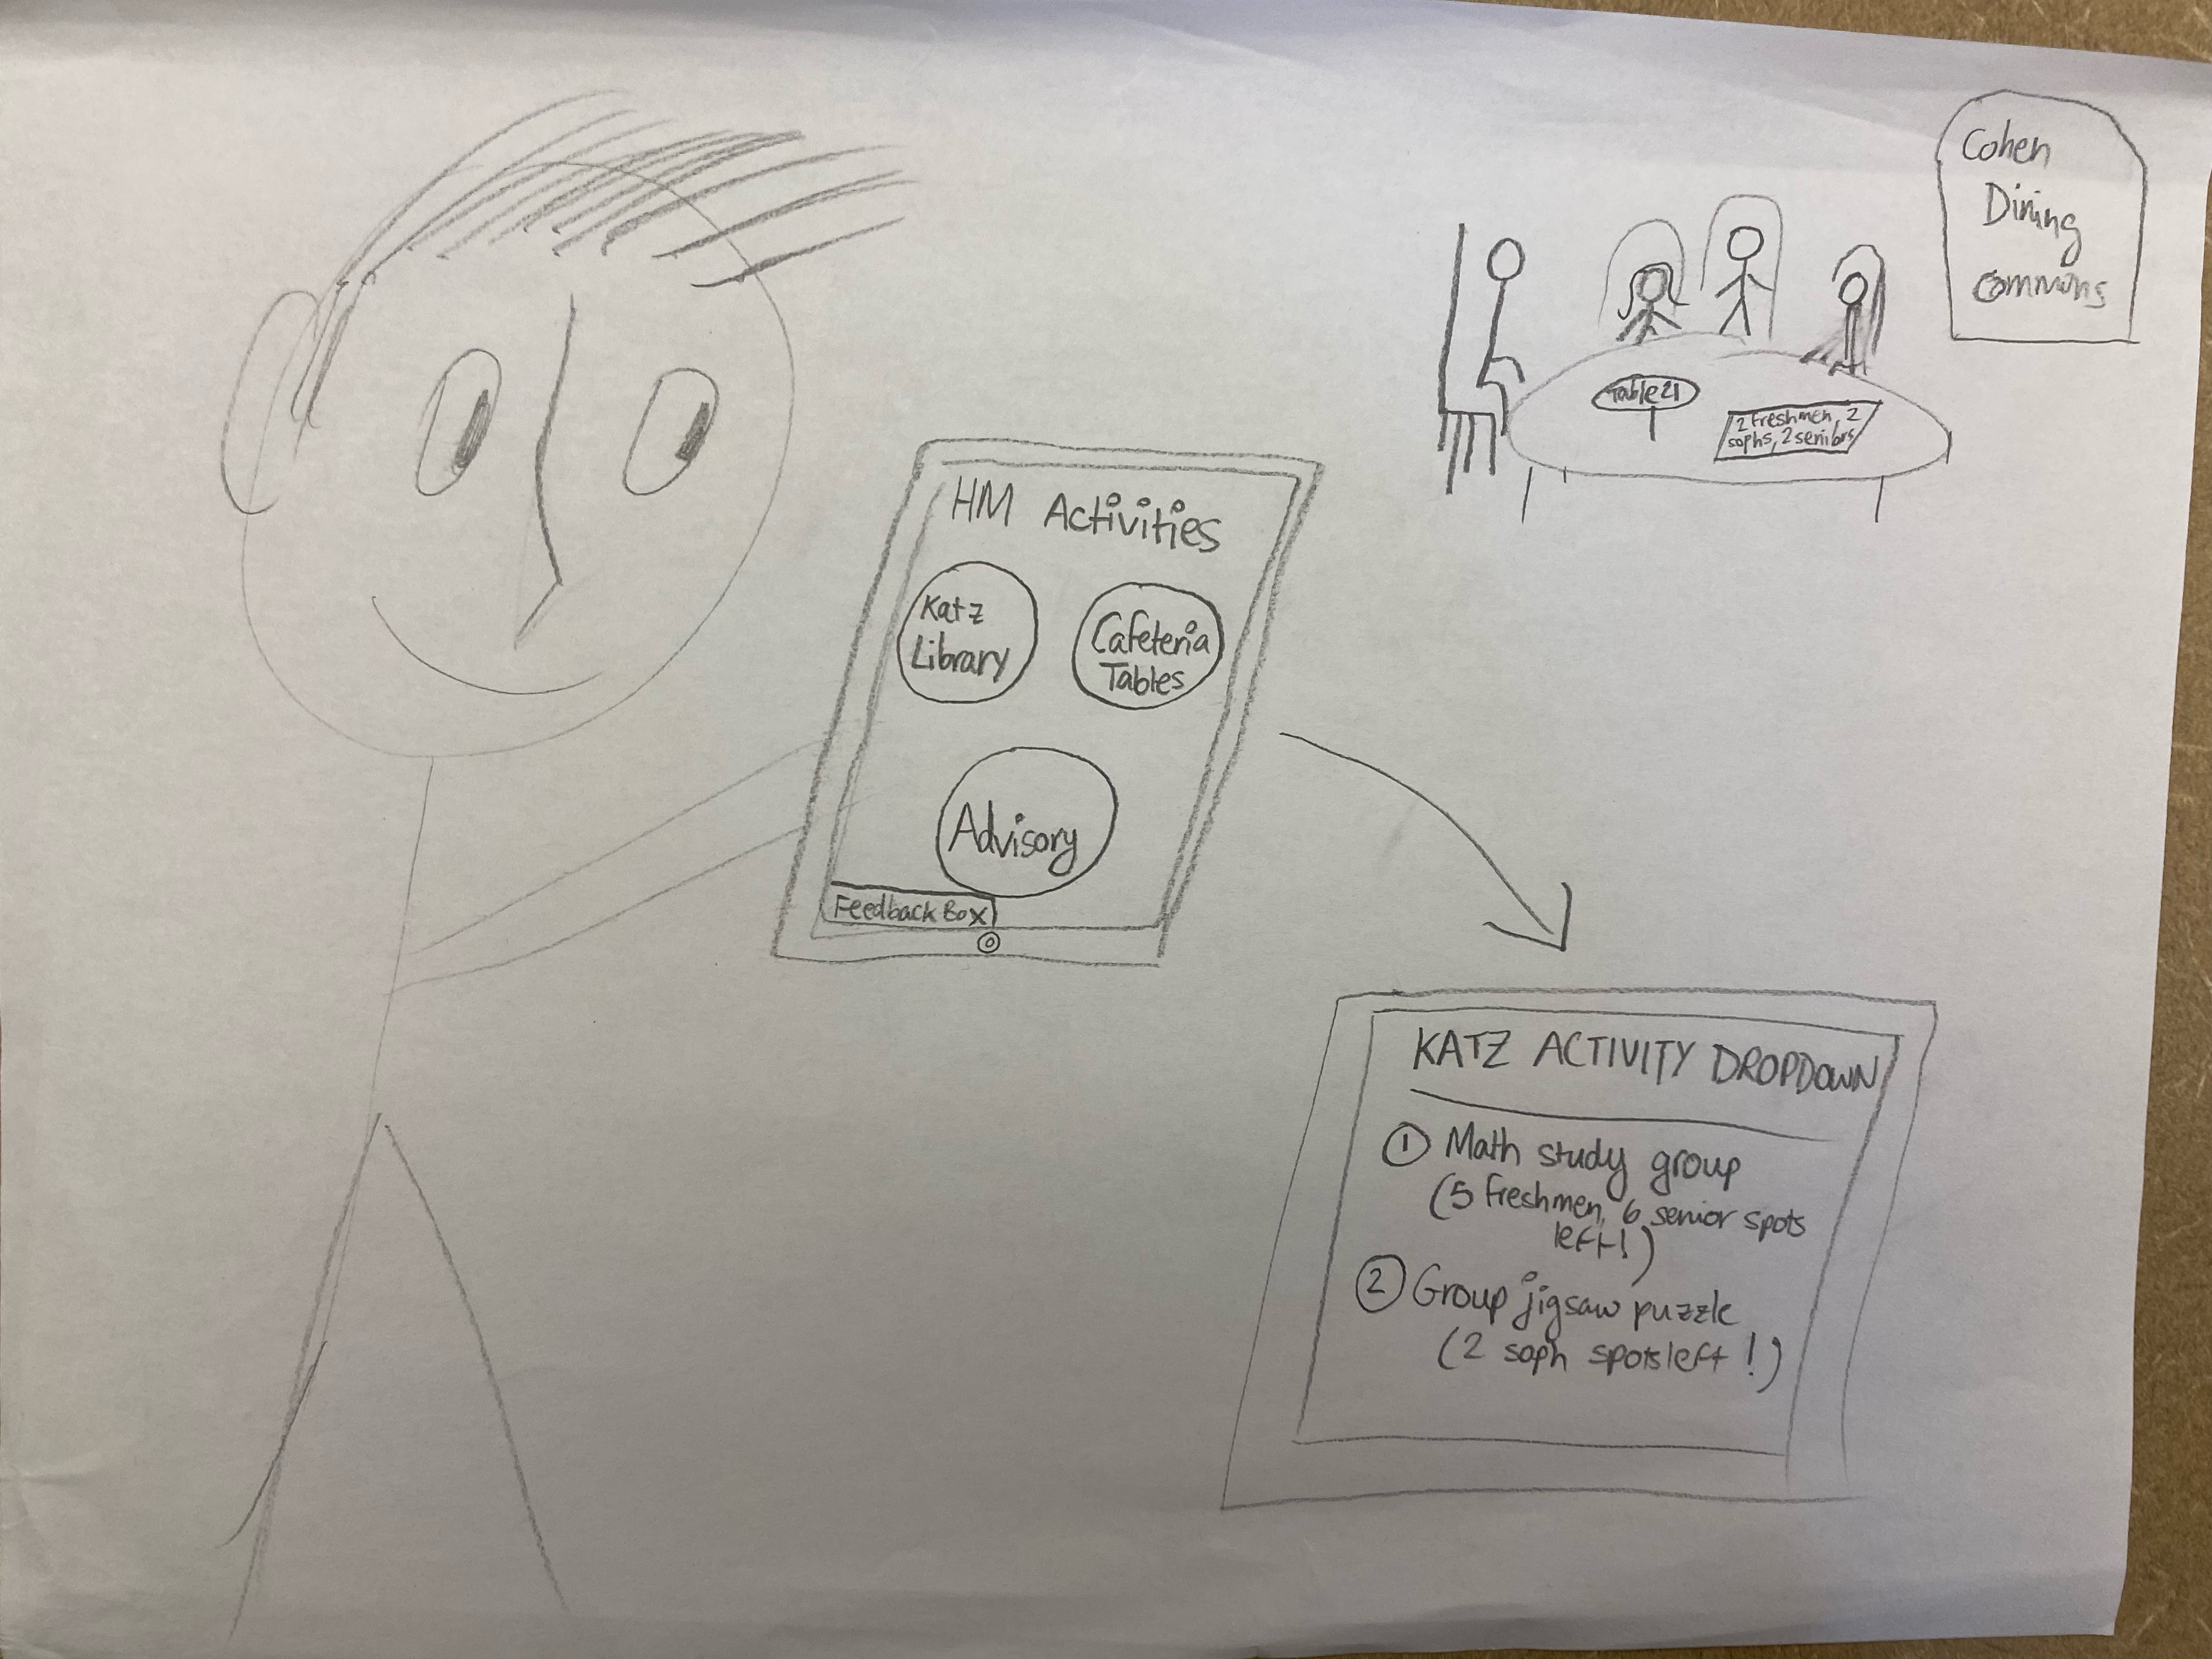 HM Activities
Katz
Library
Cafeteria
Tables
Advisory
Feedback Box
Table 21
2 freshmen, 2
sophs, 2 seniors
Cohen
Dining
Commons
KATZ ACTIVITY DROPDOWN
① Math study group
(5 freshmen, 6 senior spots
left!)
② Group jigsaw puzzle
(2 soph spots left!)